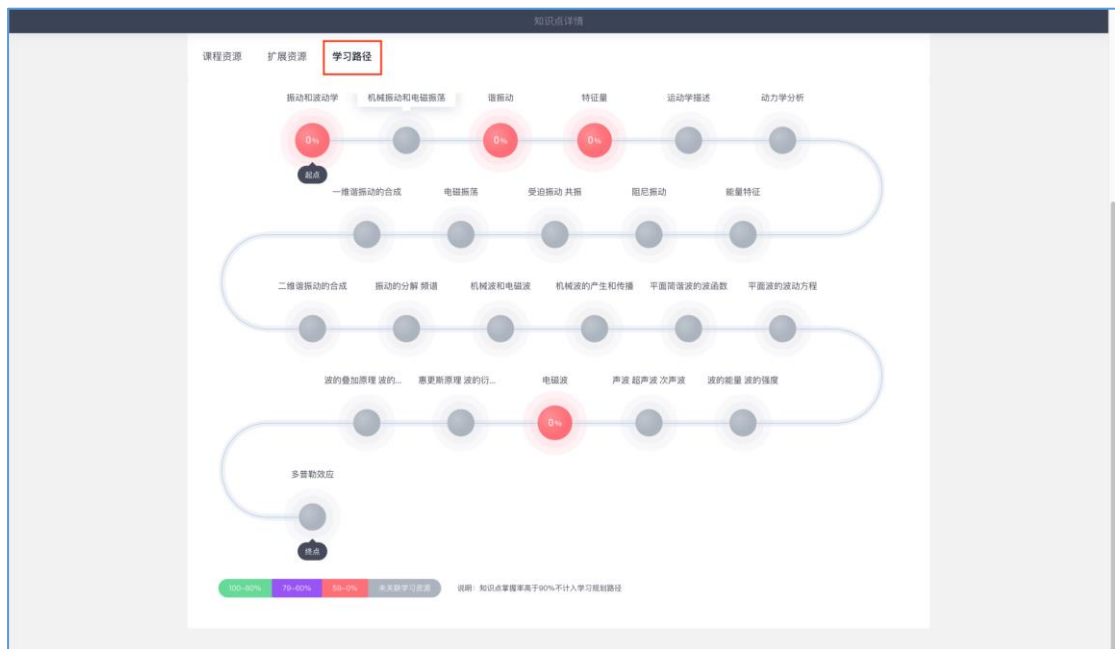 知识点详情
课程资源 扩展资源 学习路径
振动和波动学 机械振动和电磁振荡 谐振动 特征量 运动学描述 动力学分析
0% 0% 0%
起点
一维谐振动的合成 电磁振荡 受迫振动 共振 阻尼振动 能量特征
二维谐振动的合成 振动的分解 频谱 机械波和电磁波 机械波的产生和传播 平面简谐波的波函数 平面波的波动方程
波的叠加原理 波的... 惠更斯原理 波的衍... 电磁波 声波 超声波 次声波 波的能量 波的强度
0%
多普勒效应
终点
100-80% 79-60% 59-0% 未关联学习资源 说明：知识点掌握率高于90%不计入学习规划路径